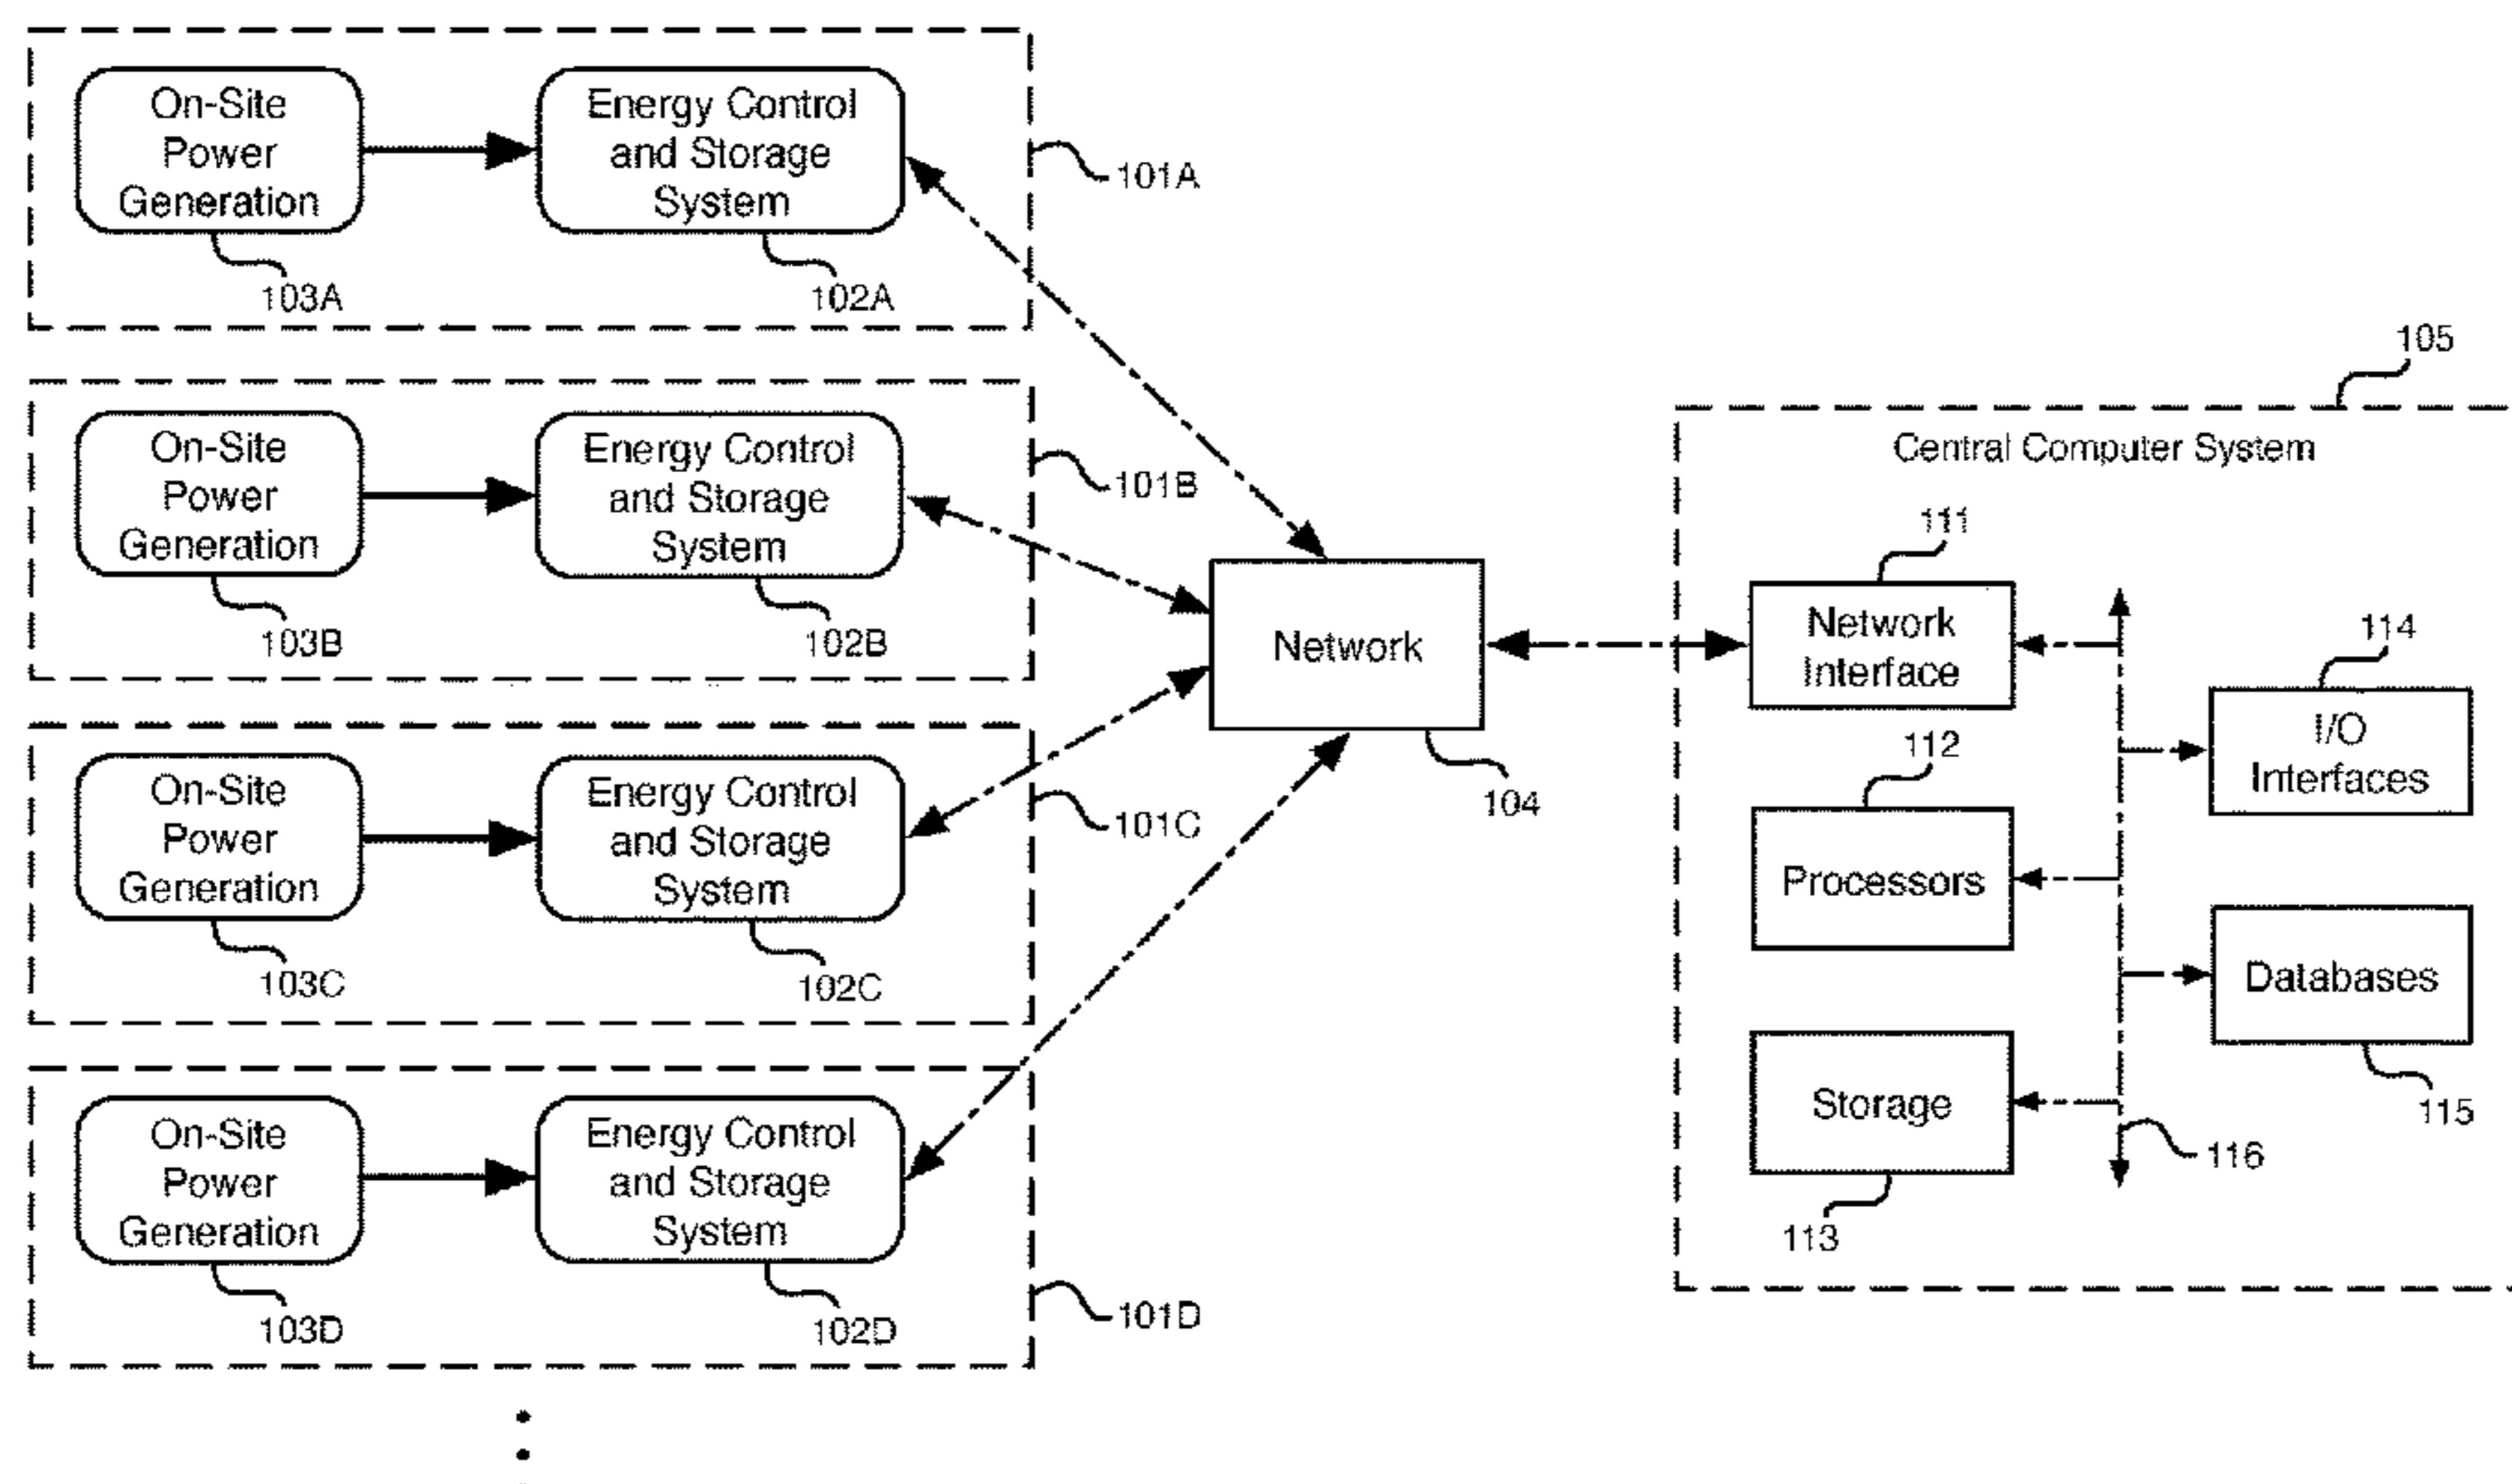 On-Site
Power
Generation
103A
Energy Control
and Storage
System
102A
101A
On-Site
Power
Generation
103B
Energy Control
and Storage
System
102B
101B
On-Site
Power
Generation
103C
Energy Control
and Storage
System
102C
101C
On-Site
Power
Generation
103D
Energy Control
and Storage
System
102D
101D
Network
104
105
Central Computer System
111
Network
Interface
112
Processors
Storage
113
114
I/O
Interfaces
Databases
115
116